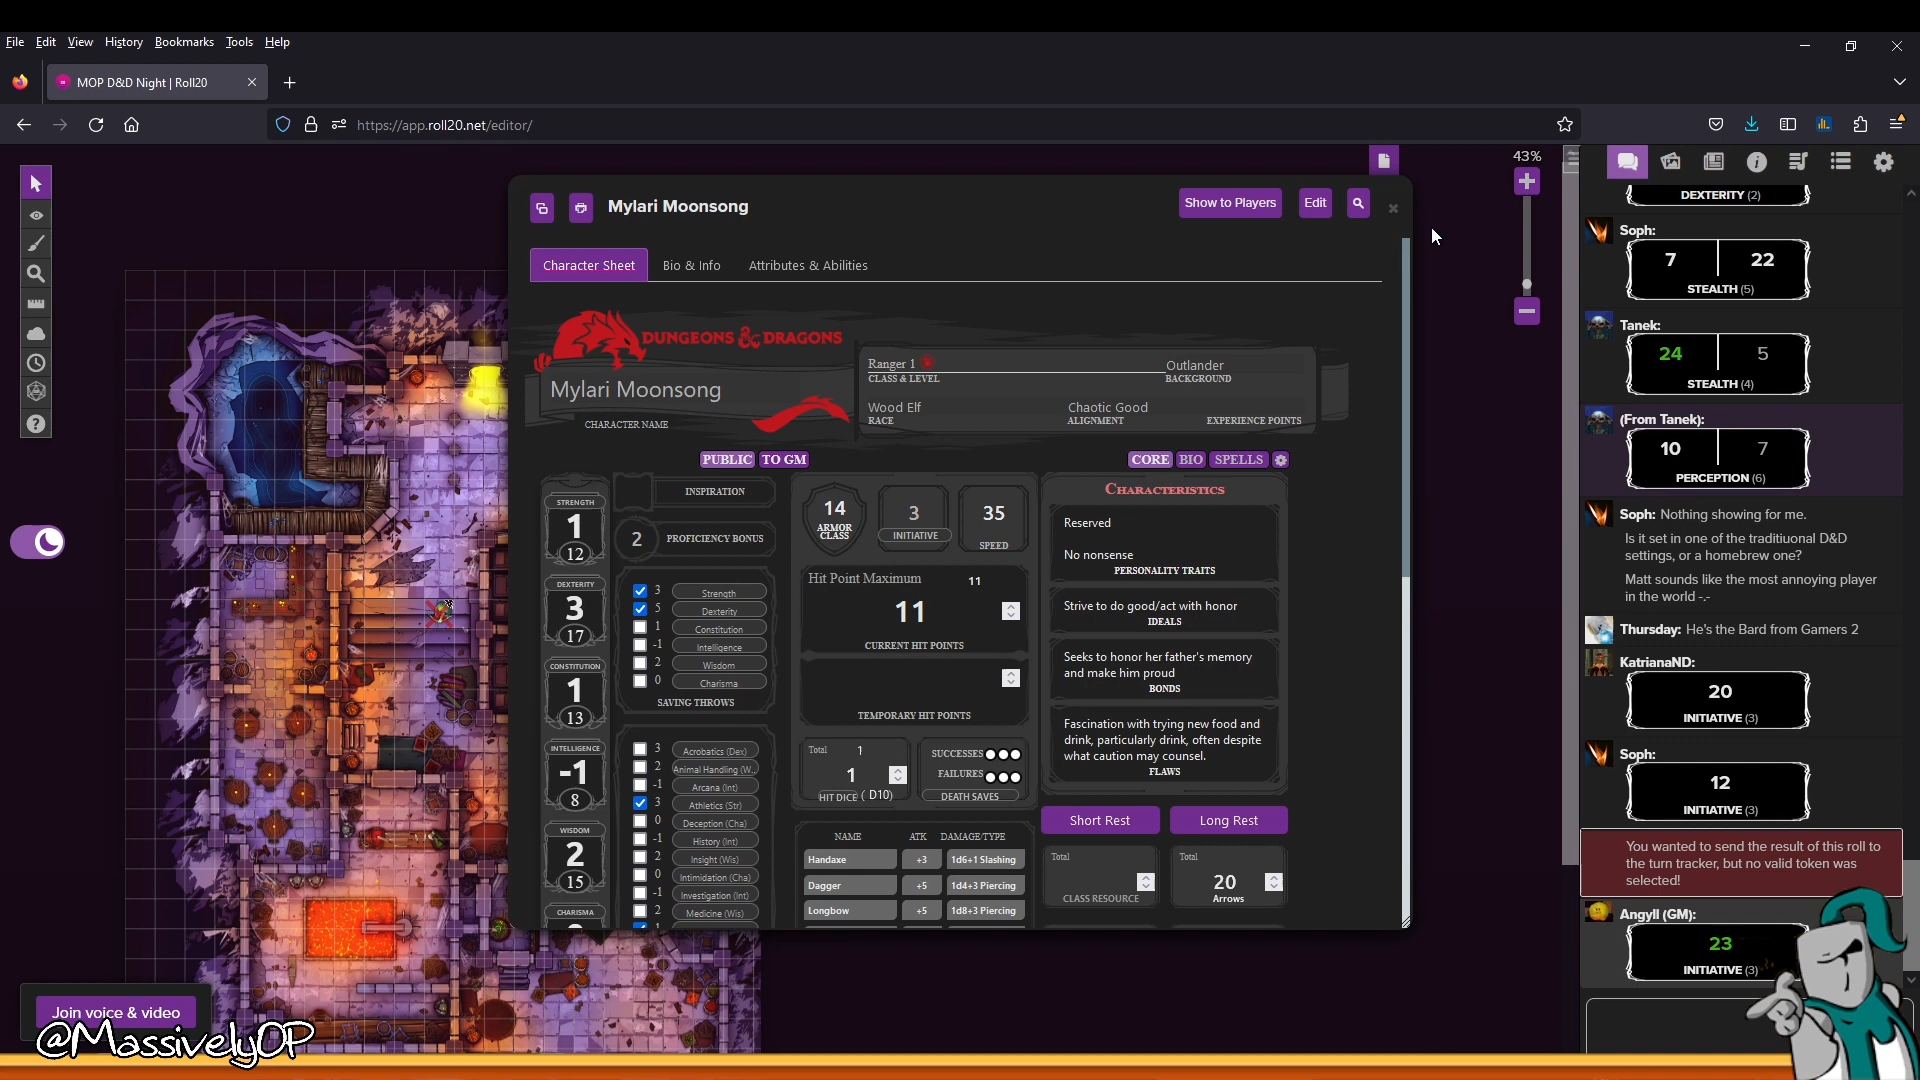 File Edit View History Bookmarks Tools Help
MOP D&D Night | Roll20
https://app.roll20.net/editor/
43%
Mylari Moonsong
Show to Players
Edit
Character Sheet
Bio & Info
Attributes & Abilities
DUNGEONS & DRAGONS
Mylari Moonsong
CHARACTER NAME
Ranger 1
CLASS & LEVEL
Outlander
BACKGROUND
Wood Elf
RACE
Chaotic Good
ALIGNMENT
EXPERIENCE POINTS
PUBLIC TO GM
CORE BIO SPELLS
STRENGTH
1
12
DEXTERITY
3
17
CONSTITUTION
1
13
INTELLIGENCE
-1
8
WISDOM
2
15
CHARISMA
INSPIRATION
2 PROFICIENCY BONUS
3 Strength
5 Dexterity
1 Constitution
-1 Intelligence
2 Wisdom
0 Charisma
SAVING THROWS
3 Acrobatics (Dex)
2 Animal Handling (W...
-1 Arcana (Int)
3 Athletics (Str)
0 Deception (Cha)
-1 History (Int)
2 Insight (Wis)
0 Intimidation (Cha)
-1 Investigation (Int)
2 Medicine (Wis)
14
ARMOR
CLASS
3
INITIATIVE
35
SPEED
Hit Point Maximum 11
11
CURRENT HIT POINTS
TEMPORARY HIT POINTS
Total 1
1
HIT DICE ( D10)
SUCCESSES
FAILURES
DEATH SAVES
NAME ATK DAMAGE/TYPE
Handaxe +3 1d6+1 Slashing
Dagger +5 1d4+3 Piercing
Longbow +5 1d8+3 Piercing
CHARACTERISTICS
Reserved
No nonsense
PERSONALITY TRAITS
Strive to do good/act with honor
IDEALS
Seeks to honor her father's memory
and make him proud
BONDS
Fascination with trying new food and
drink, particularly drink, often despite
what caution may counsel.
FLAWS
Short Rest
Long Rest
Total
CLASS RESOURCE
Total
20
Arrows
DEXTERITY (2)
Soph:
7 22
STEALTH (5)
Tanek:
24 5
STEALTH (4)
(From Tanek):
10 7
PERCEPTION (6)
Soph: Nothing showing for me.
Is it set in one of the traditiuonal D&D
settings, or a homebrew one?
Matt sounds like the most annoying player
in the world -.-
Thursday: He's the Bard from Gamers 2
KatrianaND:
20
INITIATIVE (3)
Soph:
12
INITIATIVE (3)
You wanted to send the result of this roll to
the turn tracker, but no valid token was
selected!
Angyll (GM):
23
INITIATIVE (3)
Join voice & video
@MassivelyOP